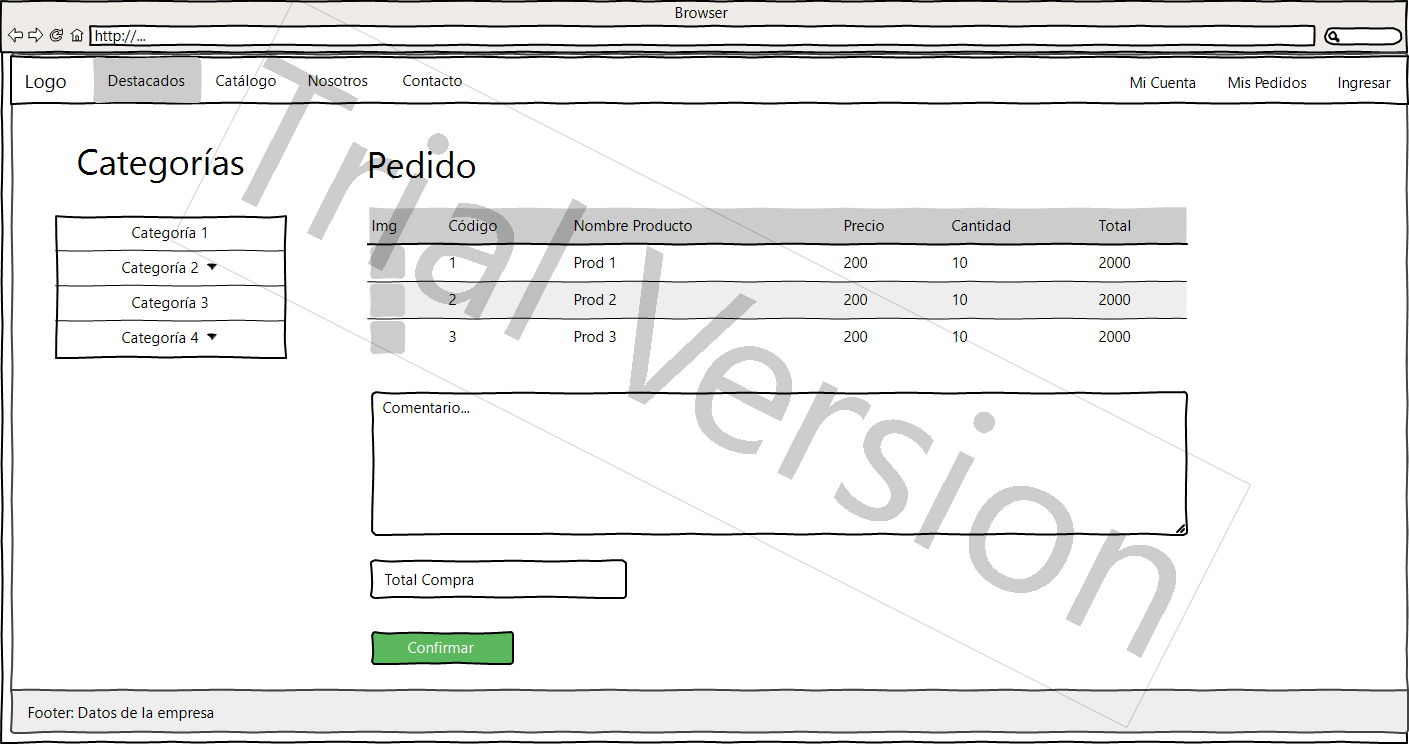 Browser
http://...
Logo Destacados Catálogo Nosotros Contacto Mi Cuenta Mis Pedidos Ingresar
Categorías
Categoría 1
Categoría 2
Categoría 3
Categoría 4
Pedido
Img Código Nombre Producto Precio Cantidad Total
1 Prod 1 200 10 2000
2 Prod 2 200 10 2000
3 Prod 3 200 10 2000
Comentario...
Total Compra
Confirmar
Footer: Datos de la empresa
Trial Version